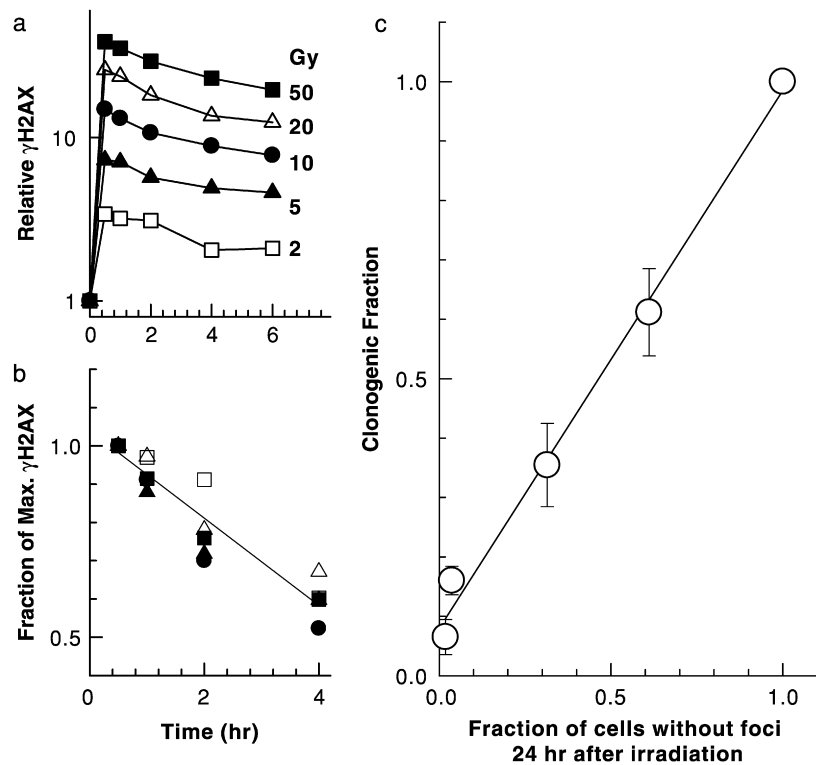 a
Gy
50
20
10
5
2
10
1
Relative γH2AX
0
2
4
6
b
1.0
0.5
Fraction of Max. γH2AX
0
2
4
Time (hr)
c
1.0
0.5
0.0
Clonogenic Fraction
0.0
0.5
1.0
Fraction of cells without foci
24 hr after irradiation